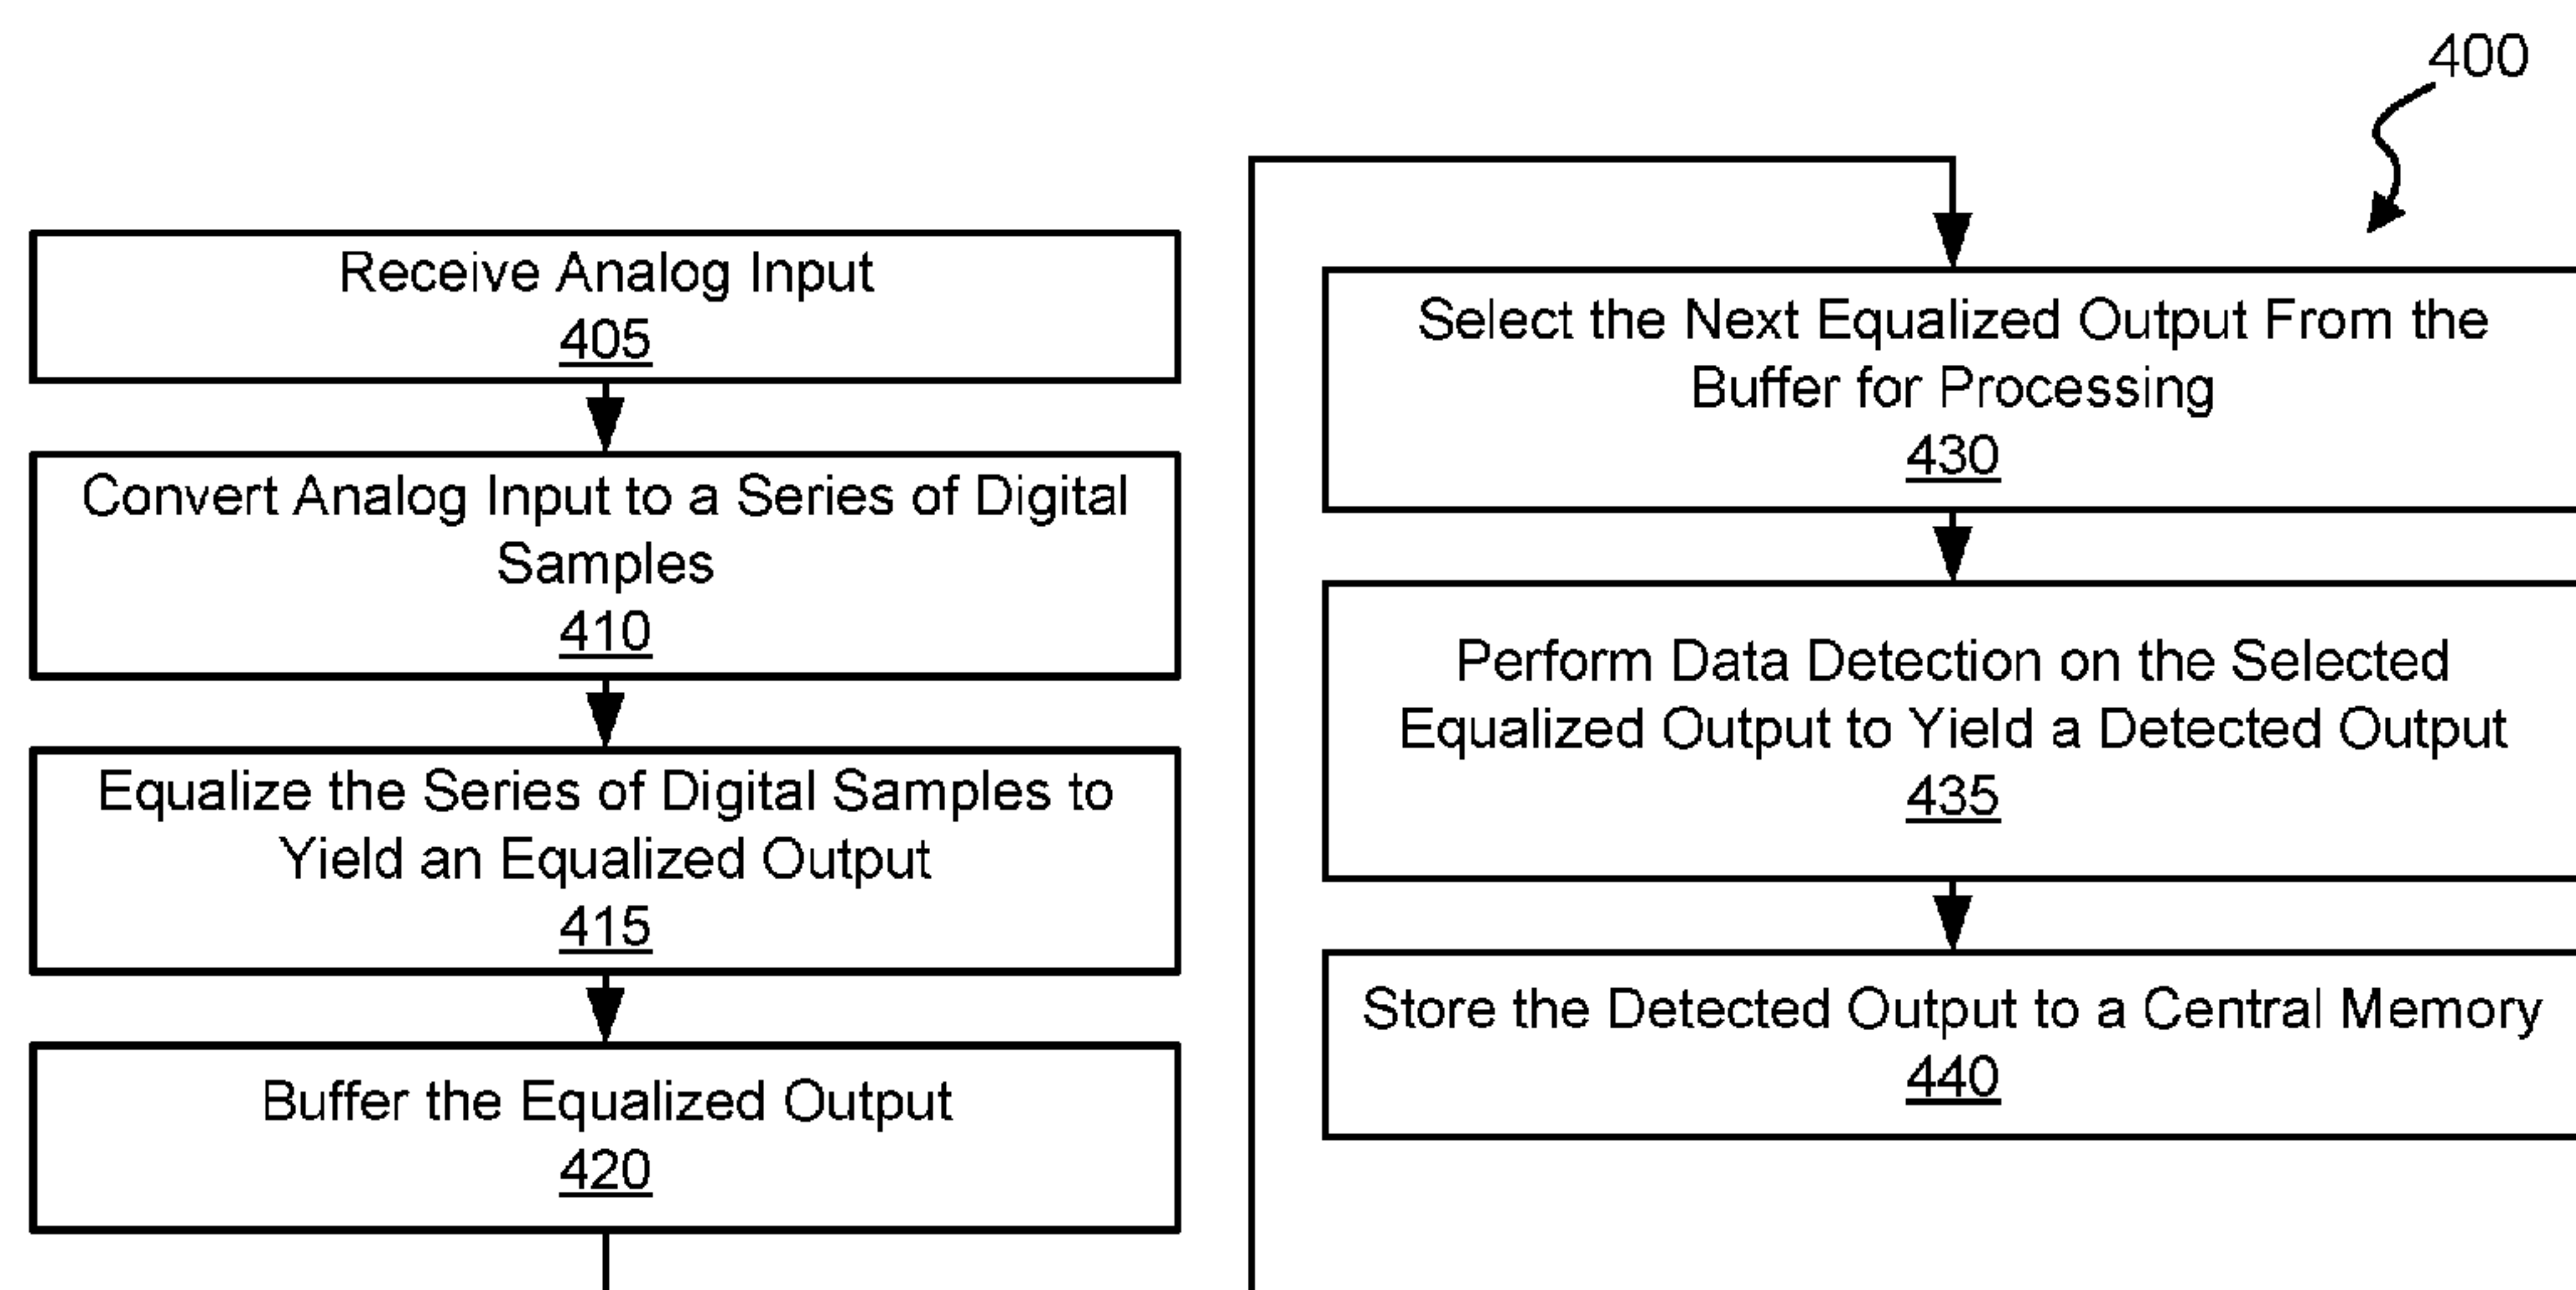 400
Receive Analog Input
405
Convert Analog Input to a Series of Digital
Samples
410
Equalize the Series of Digital Samples to
Yield an Equalized Output
415
Buffer the Equalized Output
420
Select the Next Equalized Output From the
Buffer for Processing
430
Perform Data Detection on the Selected
Equalized Output to Yield a Detected Output
435
Store the Detected Output to a Central Memory
440